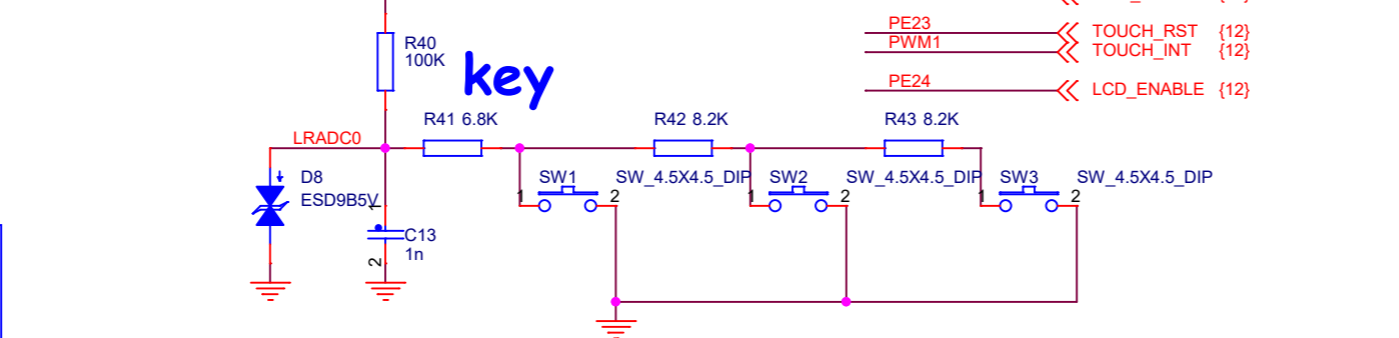 PE23
TOUCH_RST {12}
PWM1
TOUCH_INT {12}
PE24
LCD_ENABLE {12}
R40
100K
key
R41 6.8K
R42 8.2K
R43 8.2K
LRADC0
D8
ESD9B5V
SW1
SW_4.5X4.5_DIP
SW2
SW_4.5X4.5_DIP
SW3
SW_4.5X4.5_DIP
1
2
1
2
1
2
1
C13
1n
2